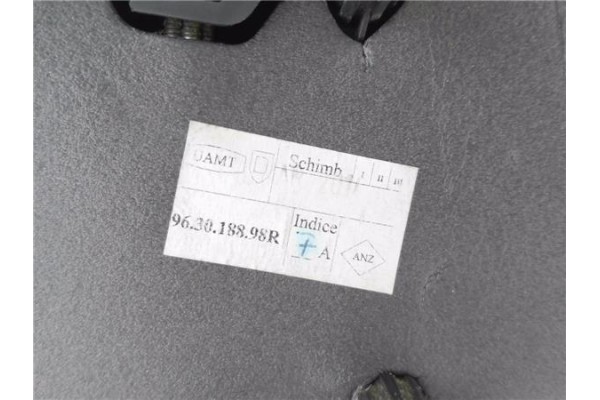 UAMT D Schimb. I II III
96.30.188.98R Indice + A ANZ